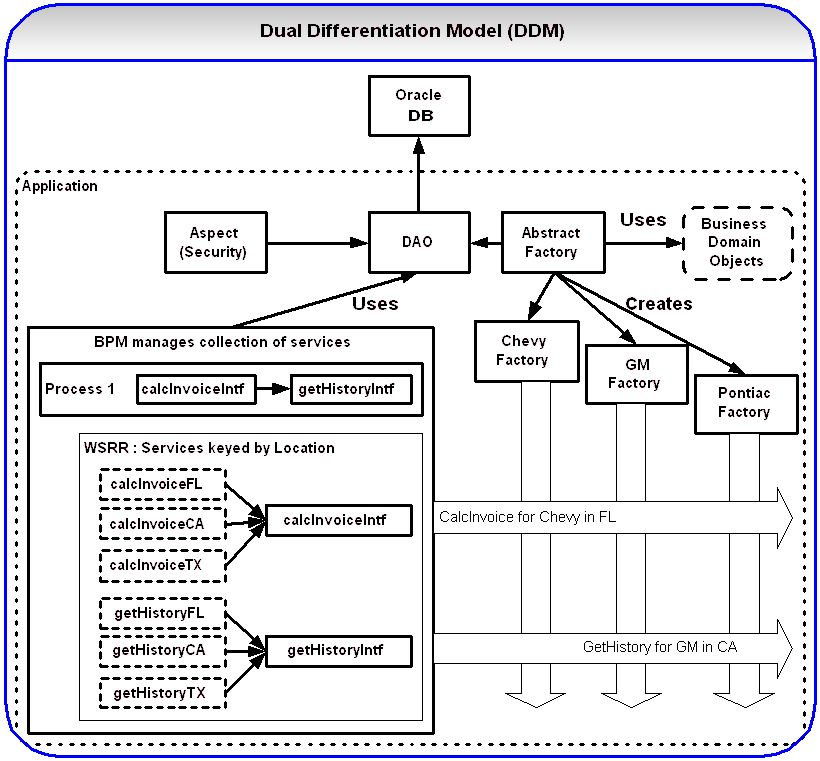 Dual Differentiation Model (DDM)
Oracle
DB
Application
Aspect
(Security)
DAO
Abstract
Factory
Uses
Business
Domain
Objects
Uses
Creates
Chevy
Factory
GM
Factory
Pontiac
Factory
BPM manages collection of services
Process 1
calcInvoiceIntf
getHistoryIntf
WSRR : Services keyed by Location
calcInvoiceFL
calcInvoiceCA
calcInvoiceTX
calcInvoiceIntf
CalcInvoice for Chevy in FL
getHistoryFL
getHistoryCA
getHistoryTX
getHistoryIntf
GetHistory for GM in CA